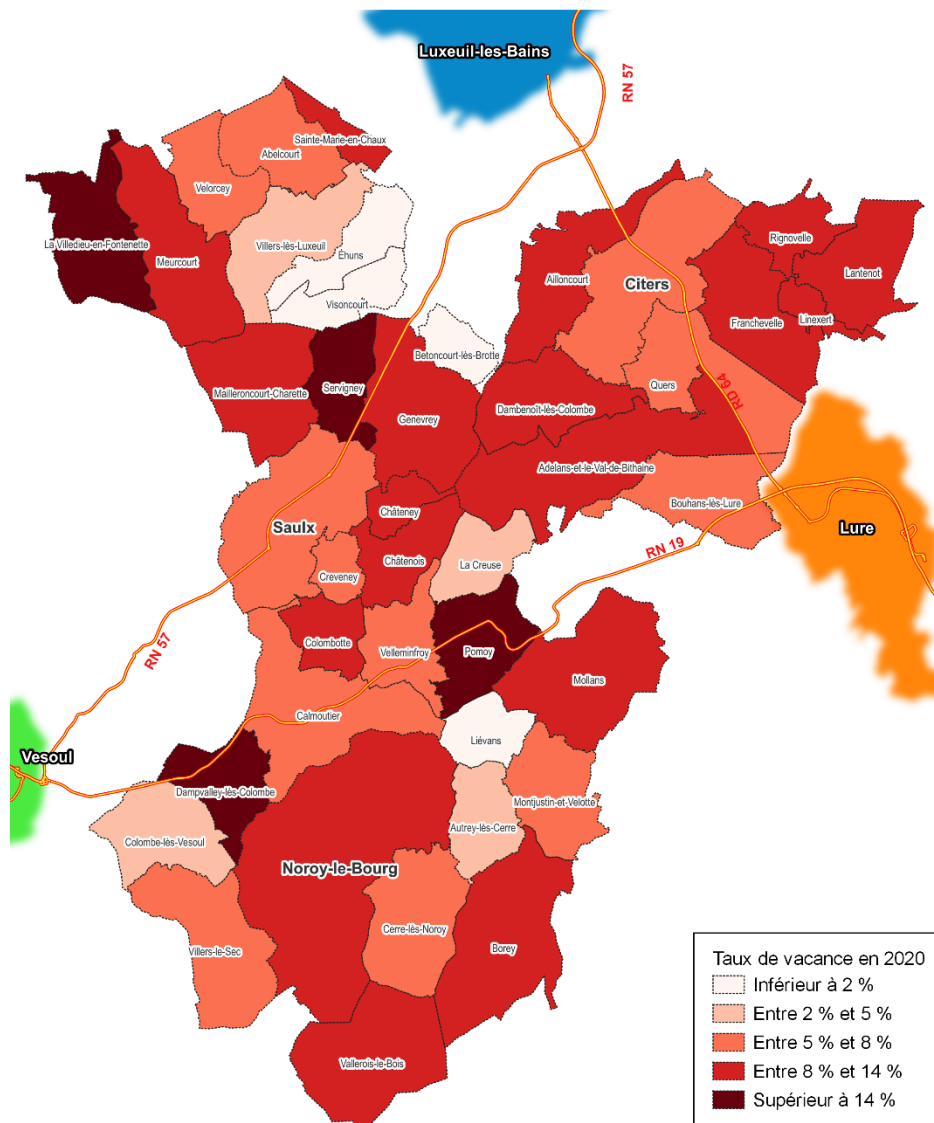 Luxeuil-les-Bains
RN 57
Sainte-Marie-en-Chaux
Abelcourt
Velorcey
La Villedieu-en-Fontenette
Villers-lès-Luxeuil
Éhuns
Meurcourt
Visoncourt
Rignovelle
Lantenot
Ailloncourt
Citers
Franchevelle
Linexert
Betoncourt-lès-Brotte
Mailleroncourt-Charette
Servigney
Genevrey
Quers
RD 64
Dambenoît-lès-Colombe
Adelans-et-le Val-de-Bithaine
Bouhans-lès-Lure
Lure
Saulx
Châteney
Châtenois
Creveney
La Creuse
RN 19
RN 57
Colombotte
Velleminfroy
Pomoy
Mollans
Calmoutier
Liévans
Vesoul
Dampvalley-lès-Colombe
Montjustin-et-Velotte
Autrey-lès-Cerre
Colombe-lès-Vesoul
Noroy-le-Bourg
Cerre-lès-Noroy
Villers-le-Sec
Borey
Vallerois-le-Bois
Taux de vacance en 2020
Inférieur à 2 %
Entre 2 % et 5 %
Entre 5 % et 8 %
Entre 8 % et 14 %
Supérieur à 14 %